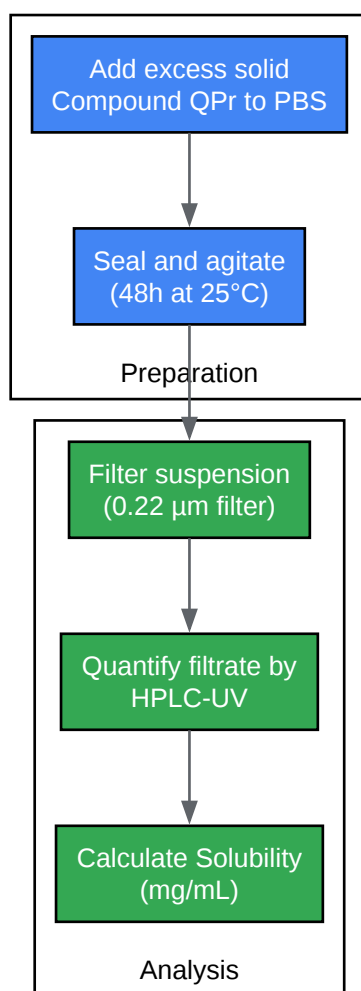 Add excess solid
Compound QPr to PBS
Seal and agitate
(48h at 25°C)
Preparation
Filter suspension
(0.22 µm filter)
Quantify filtrate by
HPLC-UV
Calculate Solubility
(mg/mL)
Analysis